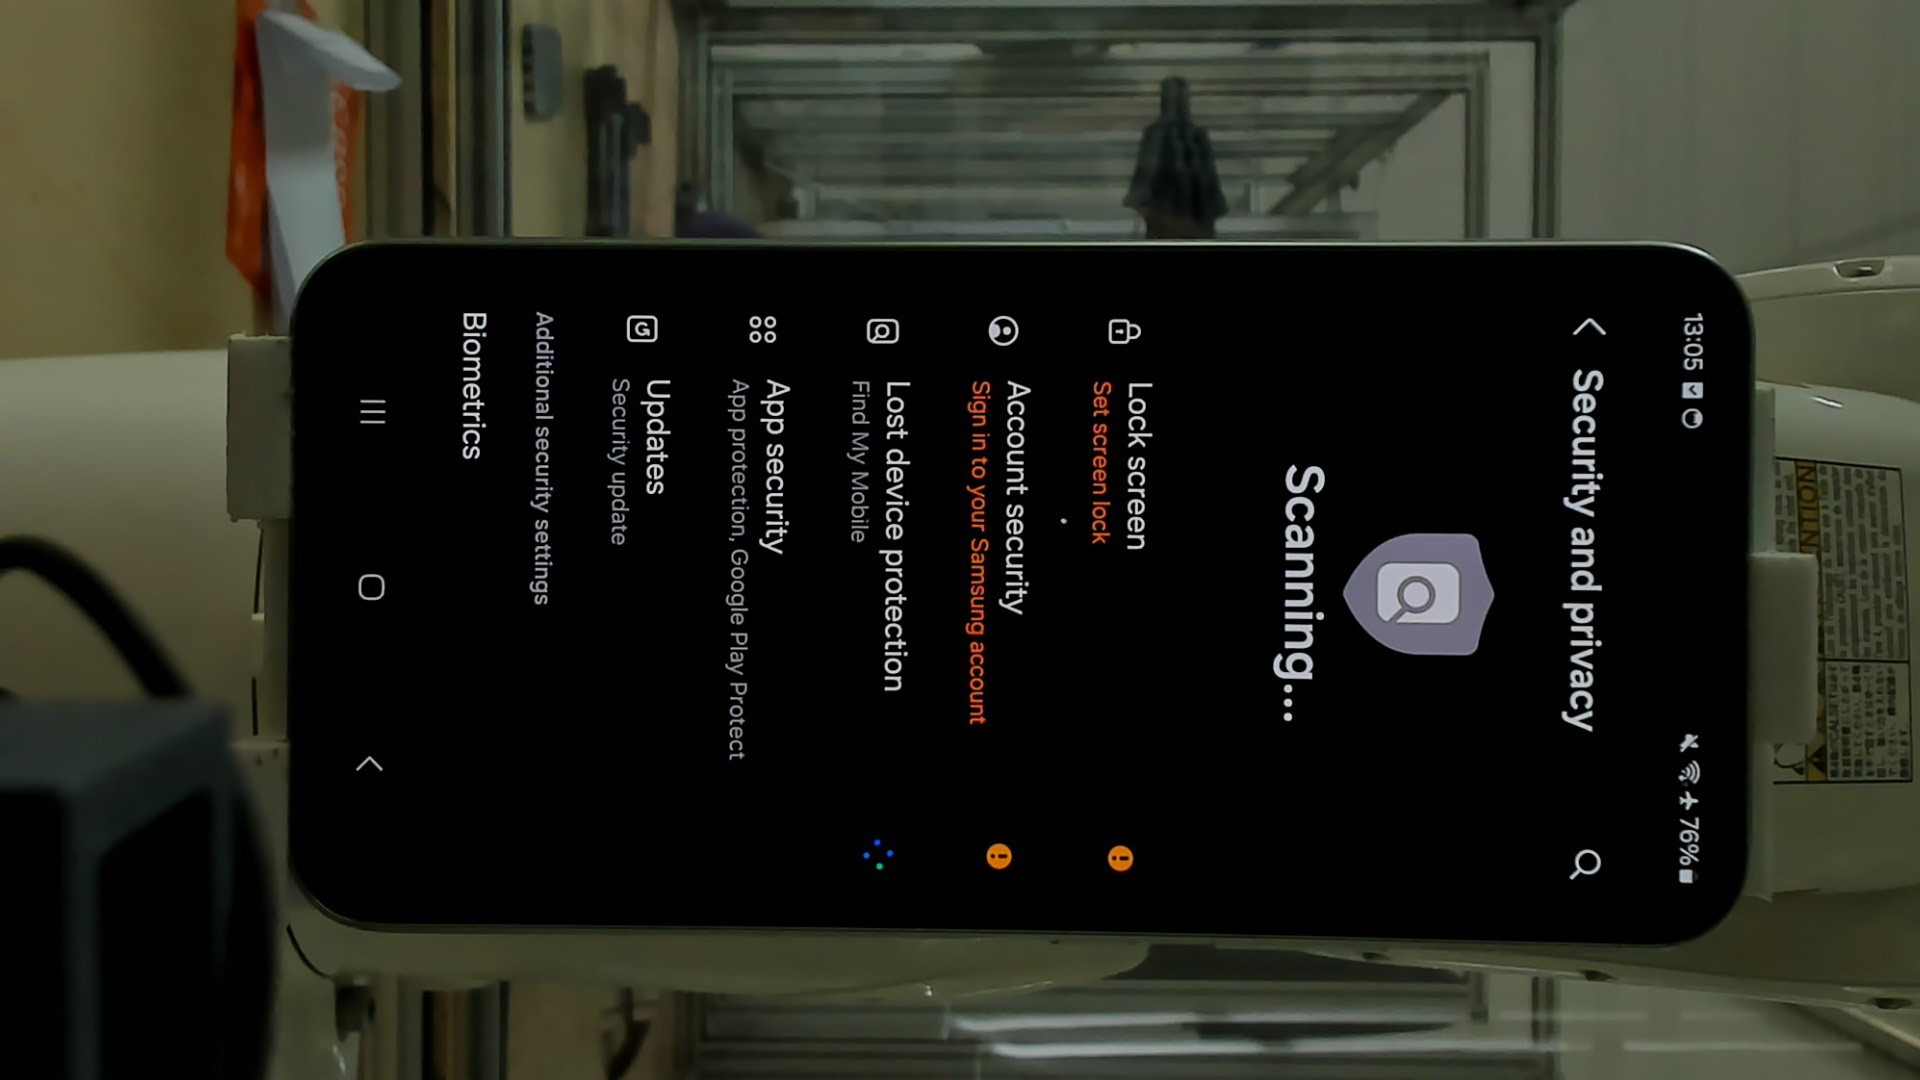 13:05
76%
Security and privacy
Scanning...
Lock screen
Set screen lock
Account security
Sign in to your Samsung account
Lost device protection
Find My Mobile
App security
App protection, Google Play Protect
Updates
Security update
Additional security settings
Biometrics